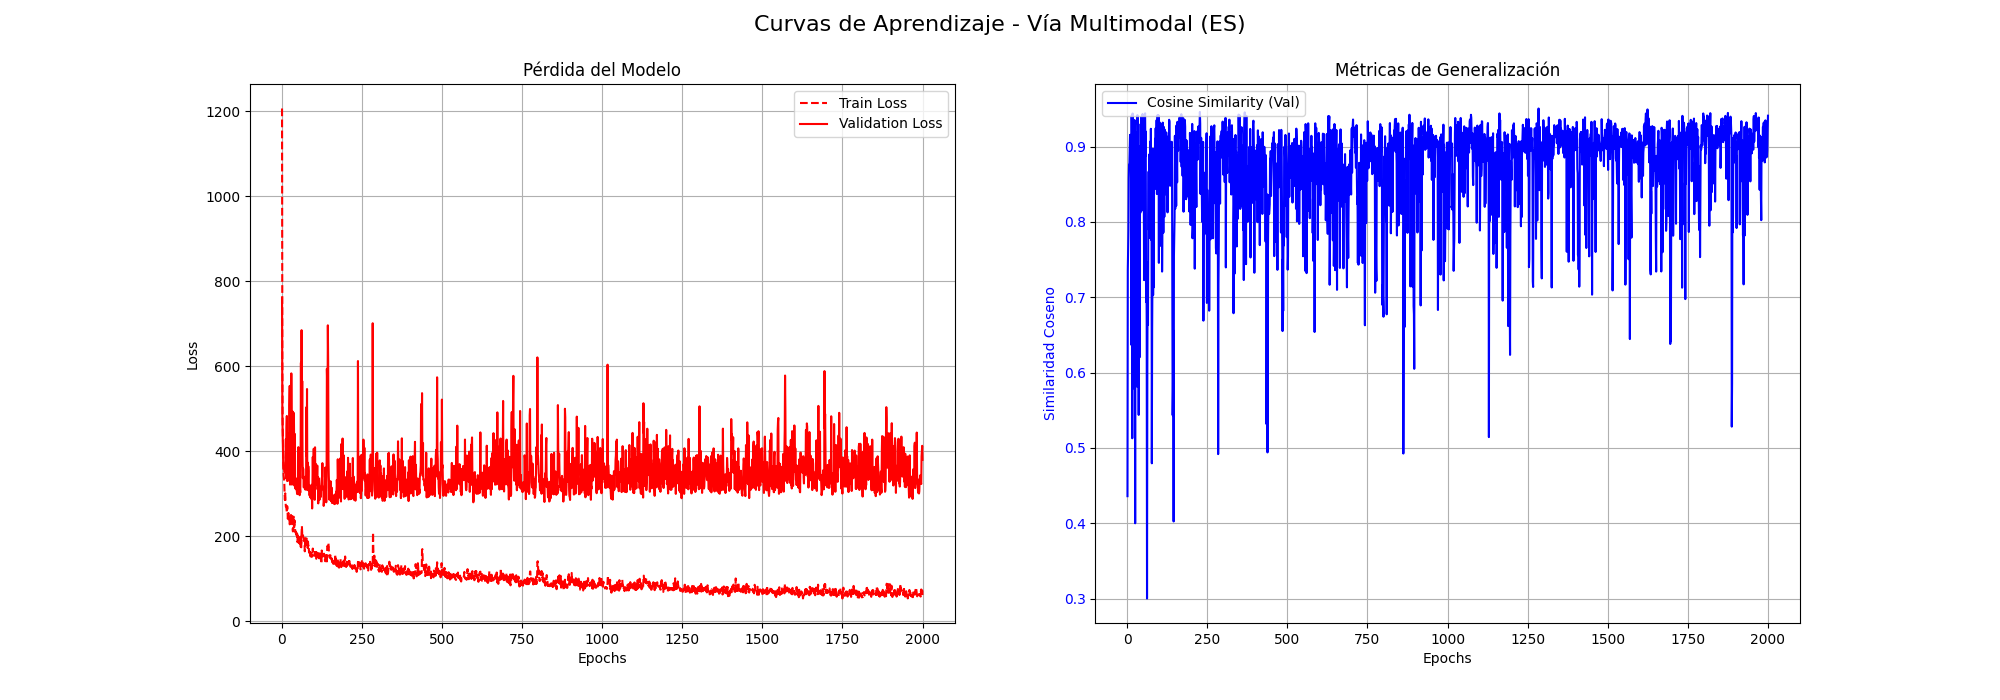 Curvas de Aprendizaje - Vía Multimodal (ES)
Pérdida del Modelo
Train Loss
Validation Loss
1200
1000
800
600
400
200
0
Loss
0 250 500 750 1000 1250 1500 1750 2000
Epochs
Métricas de Generalización
Cosine Similarity (Val)
0.9
0.8
0.7
0.6
0.5
0.4
0.3
Similaridad Coseno
0 250 500 750 1000 1250 1500 1750 2000
Epochs